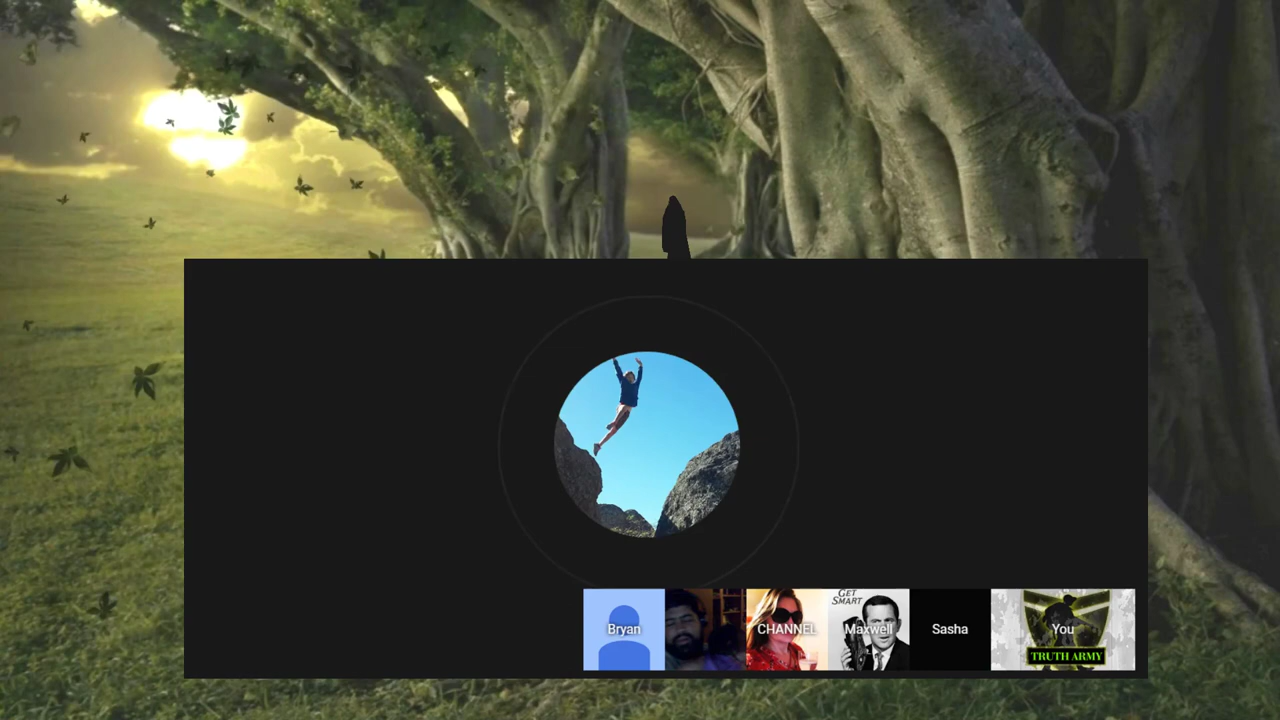 GET
SMART
Bryan
CHANNEL
Maxwell
Sasha
You
TRUTH ARMY